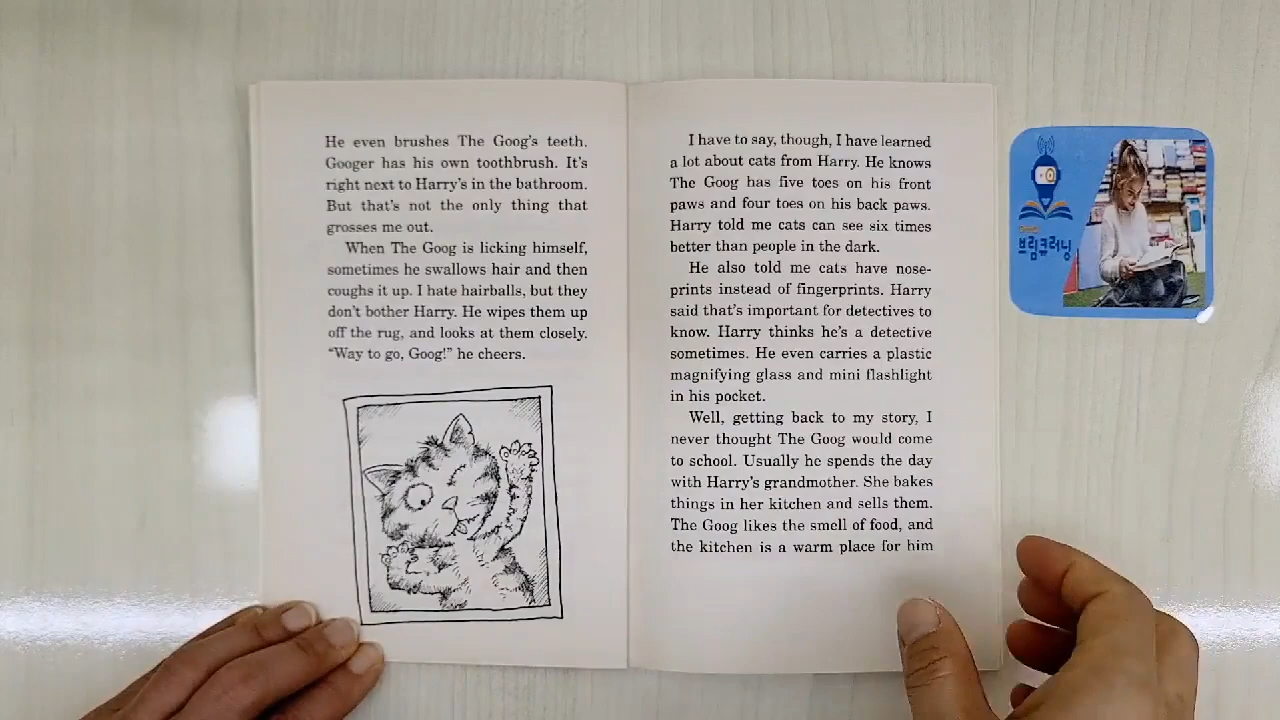 He even brushes The Goog's teeth.
Googer has his own toothbrush. It's
right next to Harry's in the bathroom.
But that's not the only thing that
grosses me out.
When The Goog is licking himself,
sometimes he swallows hair and then
coughs it up. I hate hairballs, but they
don't bother Harry. He wipes them up
off the rug, and looks at them closely.
"Way to go, Goog!" he cheers.
I have to say, though, I have learned
a lot about cats from Harry. He knows
The Goog has five toes on his front
paws and four toes on his back paws.
Harry told me cats can see six times
better than people in the dark.
He also told me cats have nose-
prints instead of fingerprints. Harry
said that's important for detectives to
know. Harry thinks he's a detective
sometimes. He even carries a plastic
magnifying glass and mini flashlight
in his pocket.
Well, getting back to my story, I
never thought The Goog would come
to school. Usually he spends the day
with Harry's grandmother. She bakes
things in her kitchen and sells them.
The Goog likes the smell of food, and
the kitchen is a warm place for him
브림큐러닝